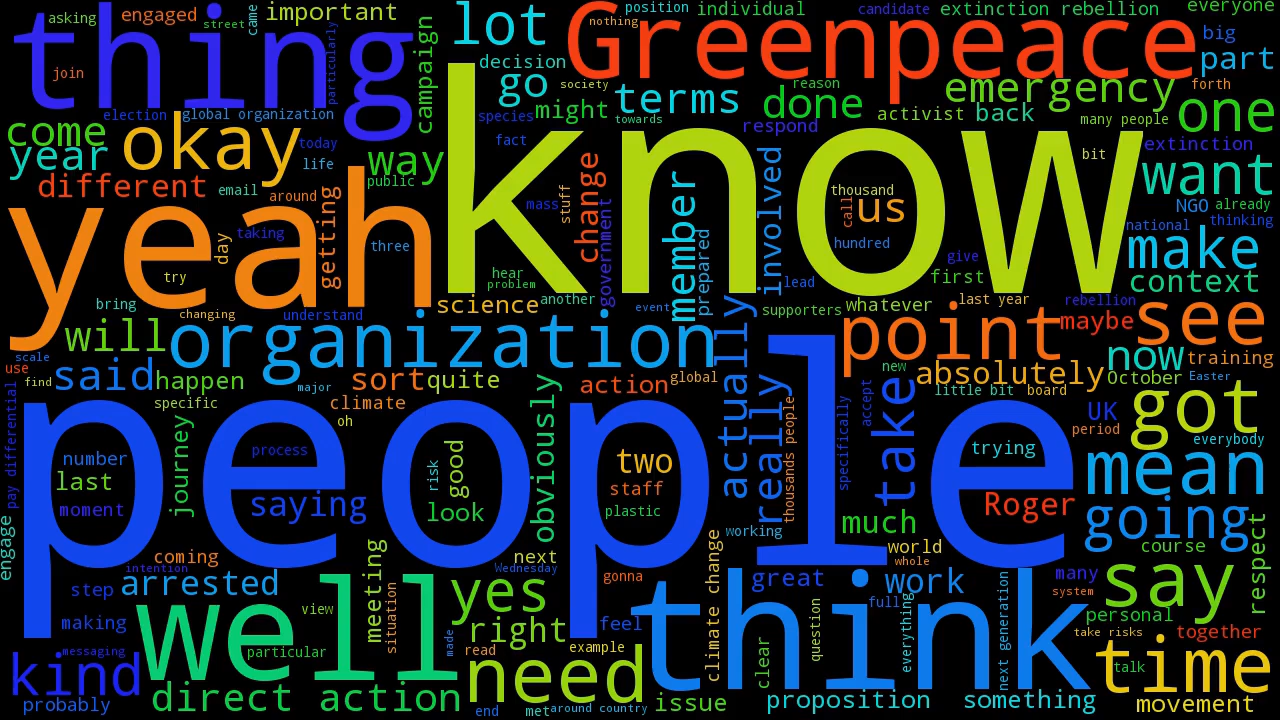 asking
engaged
street
came
important
lot
nothing
position
individual
candidate
extinction rebellion
everyone
thing
join
particularly
campaign
decision
go
society
Greenpeace
reason
emergency
big
part
forth
election
global organization
species
might
towards
terms
done
activist
back
many people
one
come
okay
today
fact
respond
bit
extinction
year
life
way
public
know
want
different
email
around
mass
stuff
change
member
involved
thousand
call
us
NGO
already
yeah
day
taking
getting
three
government
prepared
hundred
national
thinking
try
hear
problem
lead
give
first
make
context
bring
changing
understand
science
another
event
supporters
whatever
last year
rebellion
will
organization
actually
point
maybe
see
scale
use
find
said
happen
major
sort
quite
action
global
new
absolutely
now
October
Easter
training
specific
climate
oh
really
thousands people
specifically
accept
take
little bit
board
UK
period
got
everybody
pay differential
people
number
last
moment
journey
process
saying
risk
good
look
obviously
two
staff
plastic
trying
Roger
mean
engage
coming
intention
next
Wednesday
working
much
world
whole
going
course
respect
step
arrested
meeting
situation
yes
gonna
climate change
great
work
many
system
say
making
well
view
right
feel
made
read
example
question
full
everything
next generation
personal
take risks
together
messaging
kind
particular
need
think
clear
talk
time
probably
direct action
end
met
around country
issue
proposition
something
movement